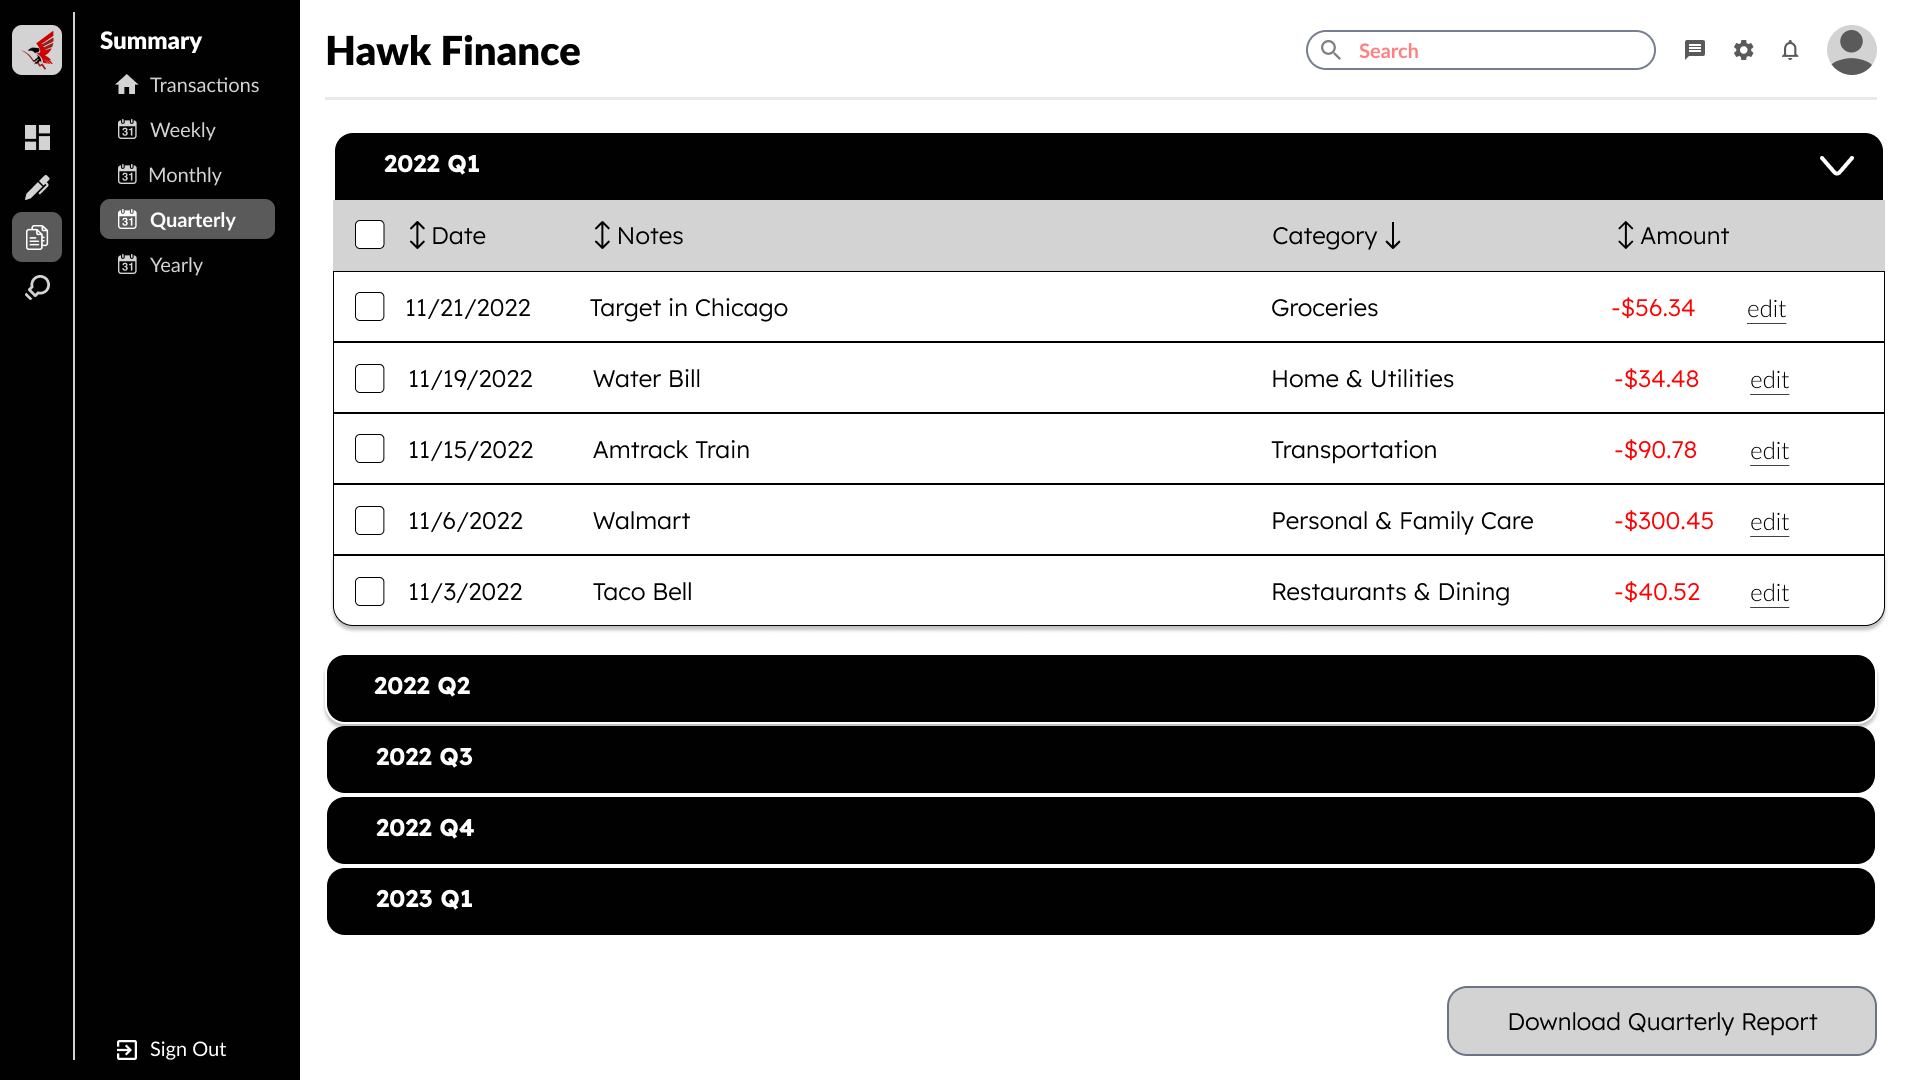 Summary
Transactions
31 Weekly
31 Monthly
31 Quarterly
31 Yearly
Sign Out
Hawk Finance
Search
2022 Q1
Date Notes Category Amount
11/21/2022 Target in Chicago Groceries -$56.34 edit
11/19/2022 Water Bill Home & Utilities -$34.48 edit
11/15/2022 Amtrack Train Transportation -$90.78 edit
11/6/2022 Walmart Personal & Family Care -$300.45 edit
11/3/2022 Taco Bell Restaurants & Dining -$40.52 edit
2022 Q2
2022 Q3
2022 Q4
2023 Q1
Download Quarterly Report